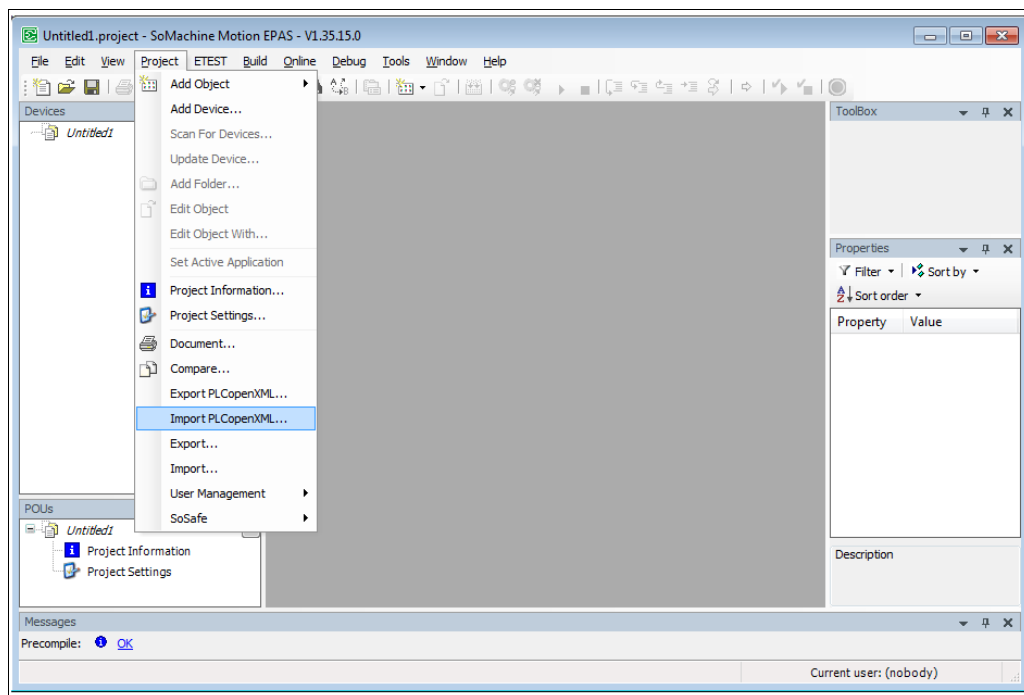 Untitled1.project - SoMachine Motion EPAS - V1.35.15.0
File Edit View Project ETEST Build Online Debug Tools Window Help
Devices
Untitled1
Add Object
Add Device...
Scan For Devices...
Update Device...
Add Folder...
Edit Object
Edit Object With...
Set Active Application
Project Information...
Project Settings...
Document...
Compare...
Export PLCopenXML...
Import PLCopenXML...
Export...
Import...
User Management
SoSafe
ToolBox
Properties
Filter Sort by
Sort order
Property Value
Description
POUs
Untitled1
Project Information
Project Settings
Messages
Precompile: OK
Current user: (nobody)